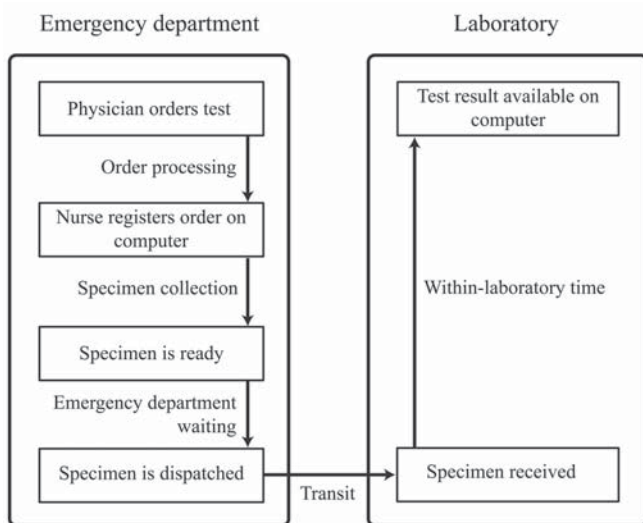 Emergency department
Physician orders test
Order processing
Nurse registers order on
computer
Specimen collection
Specimen is ready
Emergency department
waiting
Specimen is dispatched
Transit
Laboratory
Test result available on
computer
Within-laboratory time
Specimen received